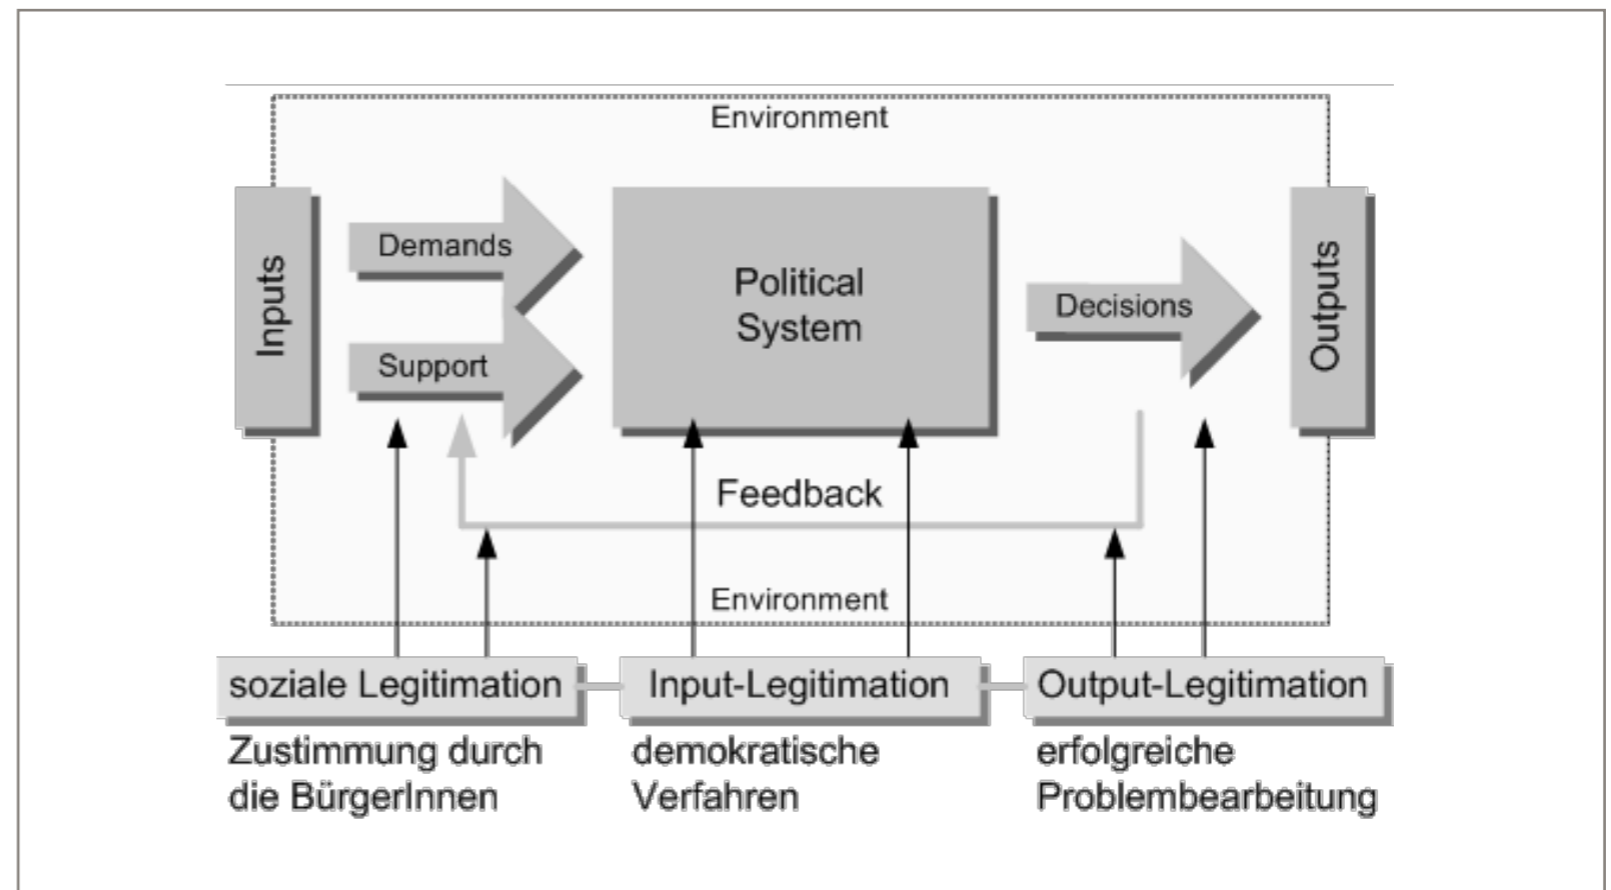 Environment
Inputs
Demands
Support
Political
System
Decisions
Outputs
Feedback
Environment
soziale Legitimation
Zustimmung durch
die BürgerInnen
Input-Legitimation
demokratische
Verfahren
Output-Legitimation
erfolgreiche
Problembearbeitung